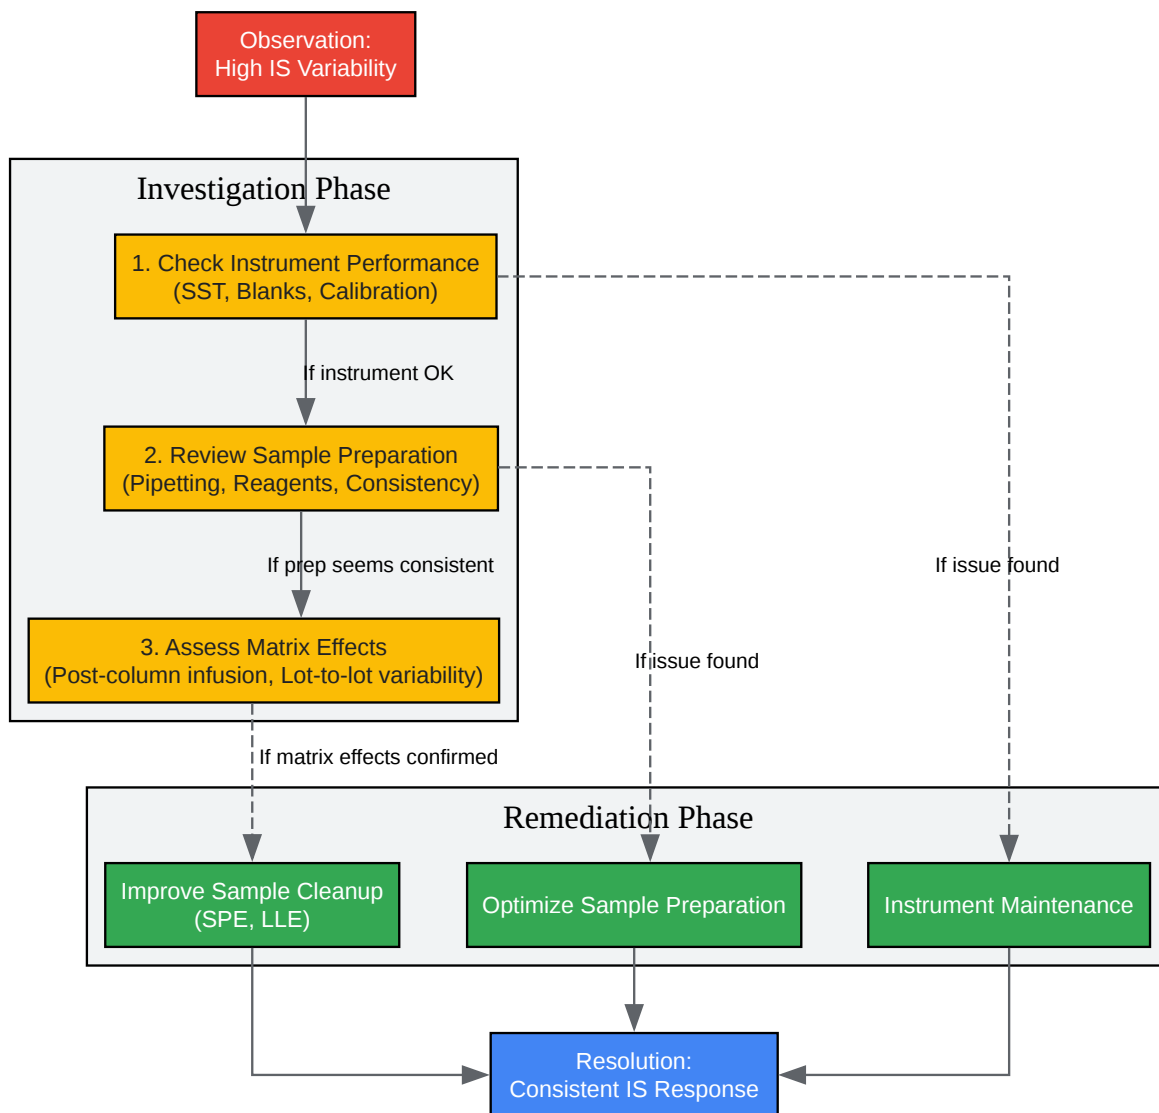 Observation:
High IS Variability
Investigation Phase
1. Check Instrument Performance
(SST, Blanks, Calibration)
If instrument OK
2. Review Sample Preparation
(Pipetting, Reagents, Consistency)
If prep seems consistent
If issue found
3. Assess Matrix Effects
(Post-column infusion, Lot-to-lot variability)
If issue found
If matrix effects confirmed
Remediation Phase
Improve Sample Cleanup
(SPE, LLE)
Optimize Sample Preparation
Instrument Maintenance
Resolution:
Consistent IS Response